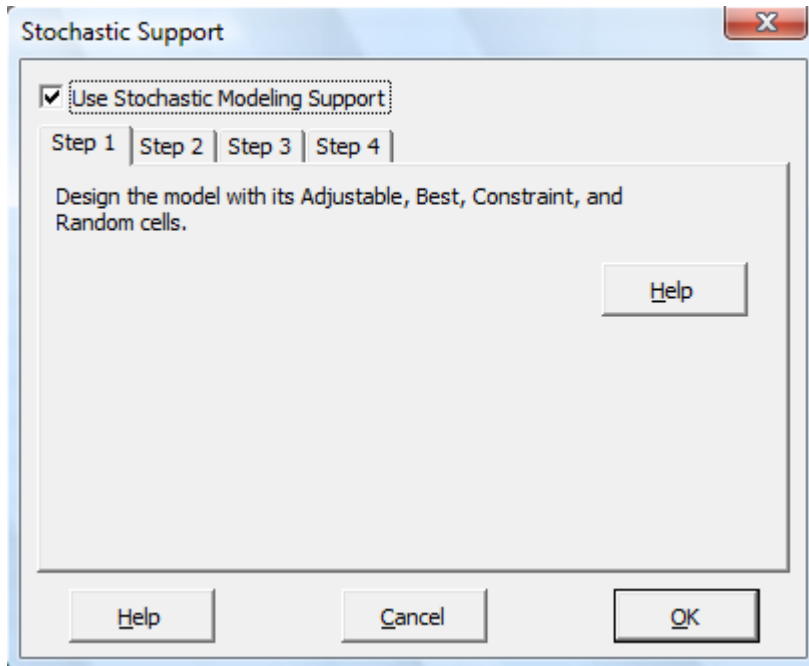 Stochastic Support
Use Stochastic Modeling Support
Step 1 Step 2 Step 3 Step 4
Design the model with its Adjustable, Best, Constraint, and
Random cells.
Help
Help Cancel OK